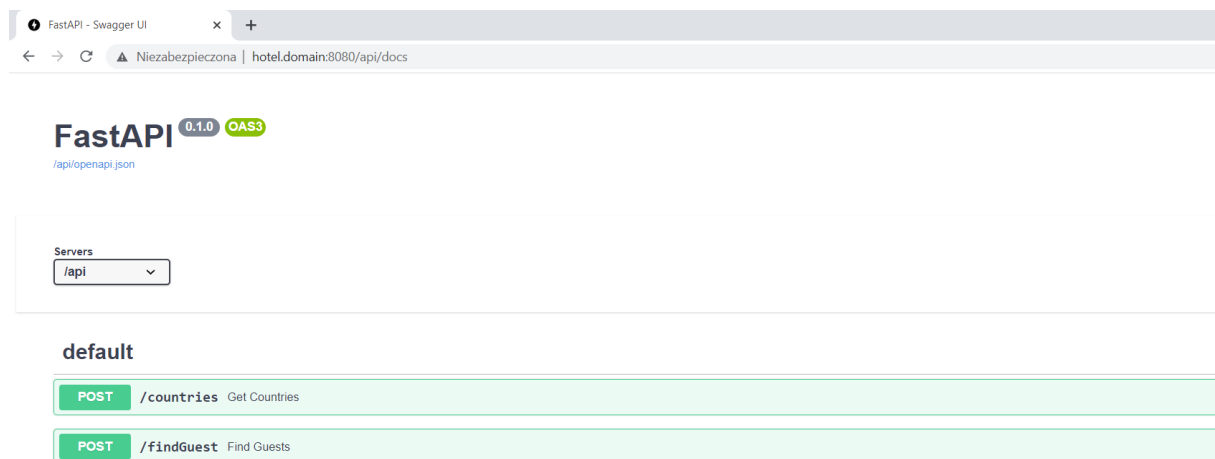 FastAPI - Swagger UI
Niezabezpieczona | hotel.domain:8080/api/docs
FastAPI 0.1.0 OAS3
/api/openapi.json
Servers
/api
default
POST /countries Get Countries
POST /findGuest Find Guests